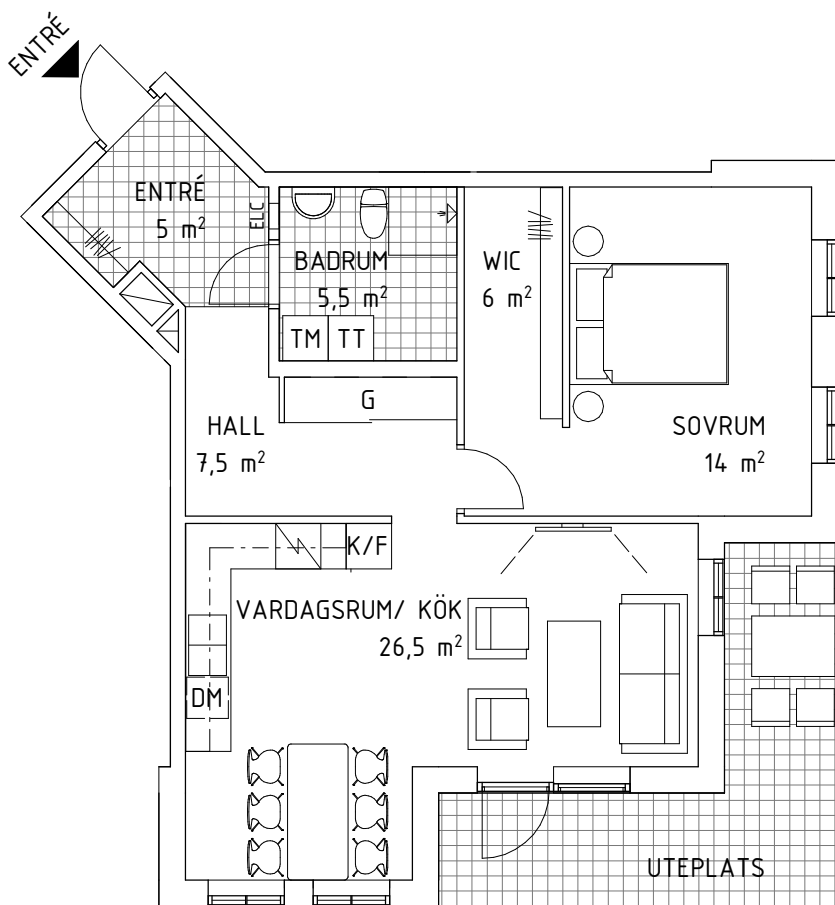 ENTRÉ
ENTRÉ
5 m²
ELC
BADRUM
5,5 m²
TM TT
WIC
6 m²
G
HALL
7,5 m²
SOVRUM
14 m²
K/F
VARDAGSRUM/ KÖK
26,5 m²
DM
UTEPLATS